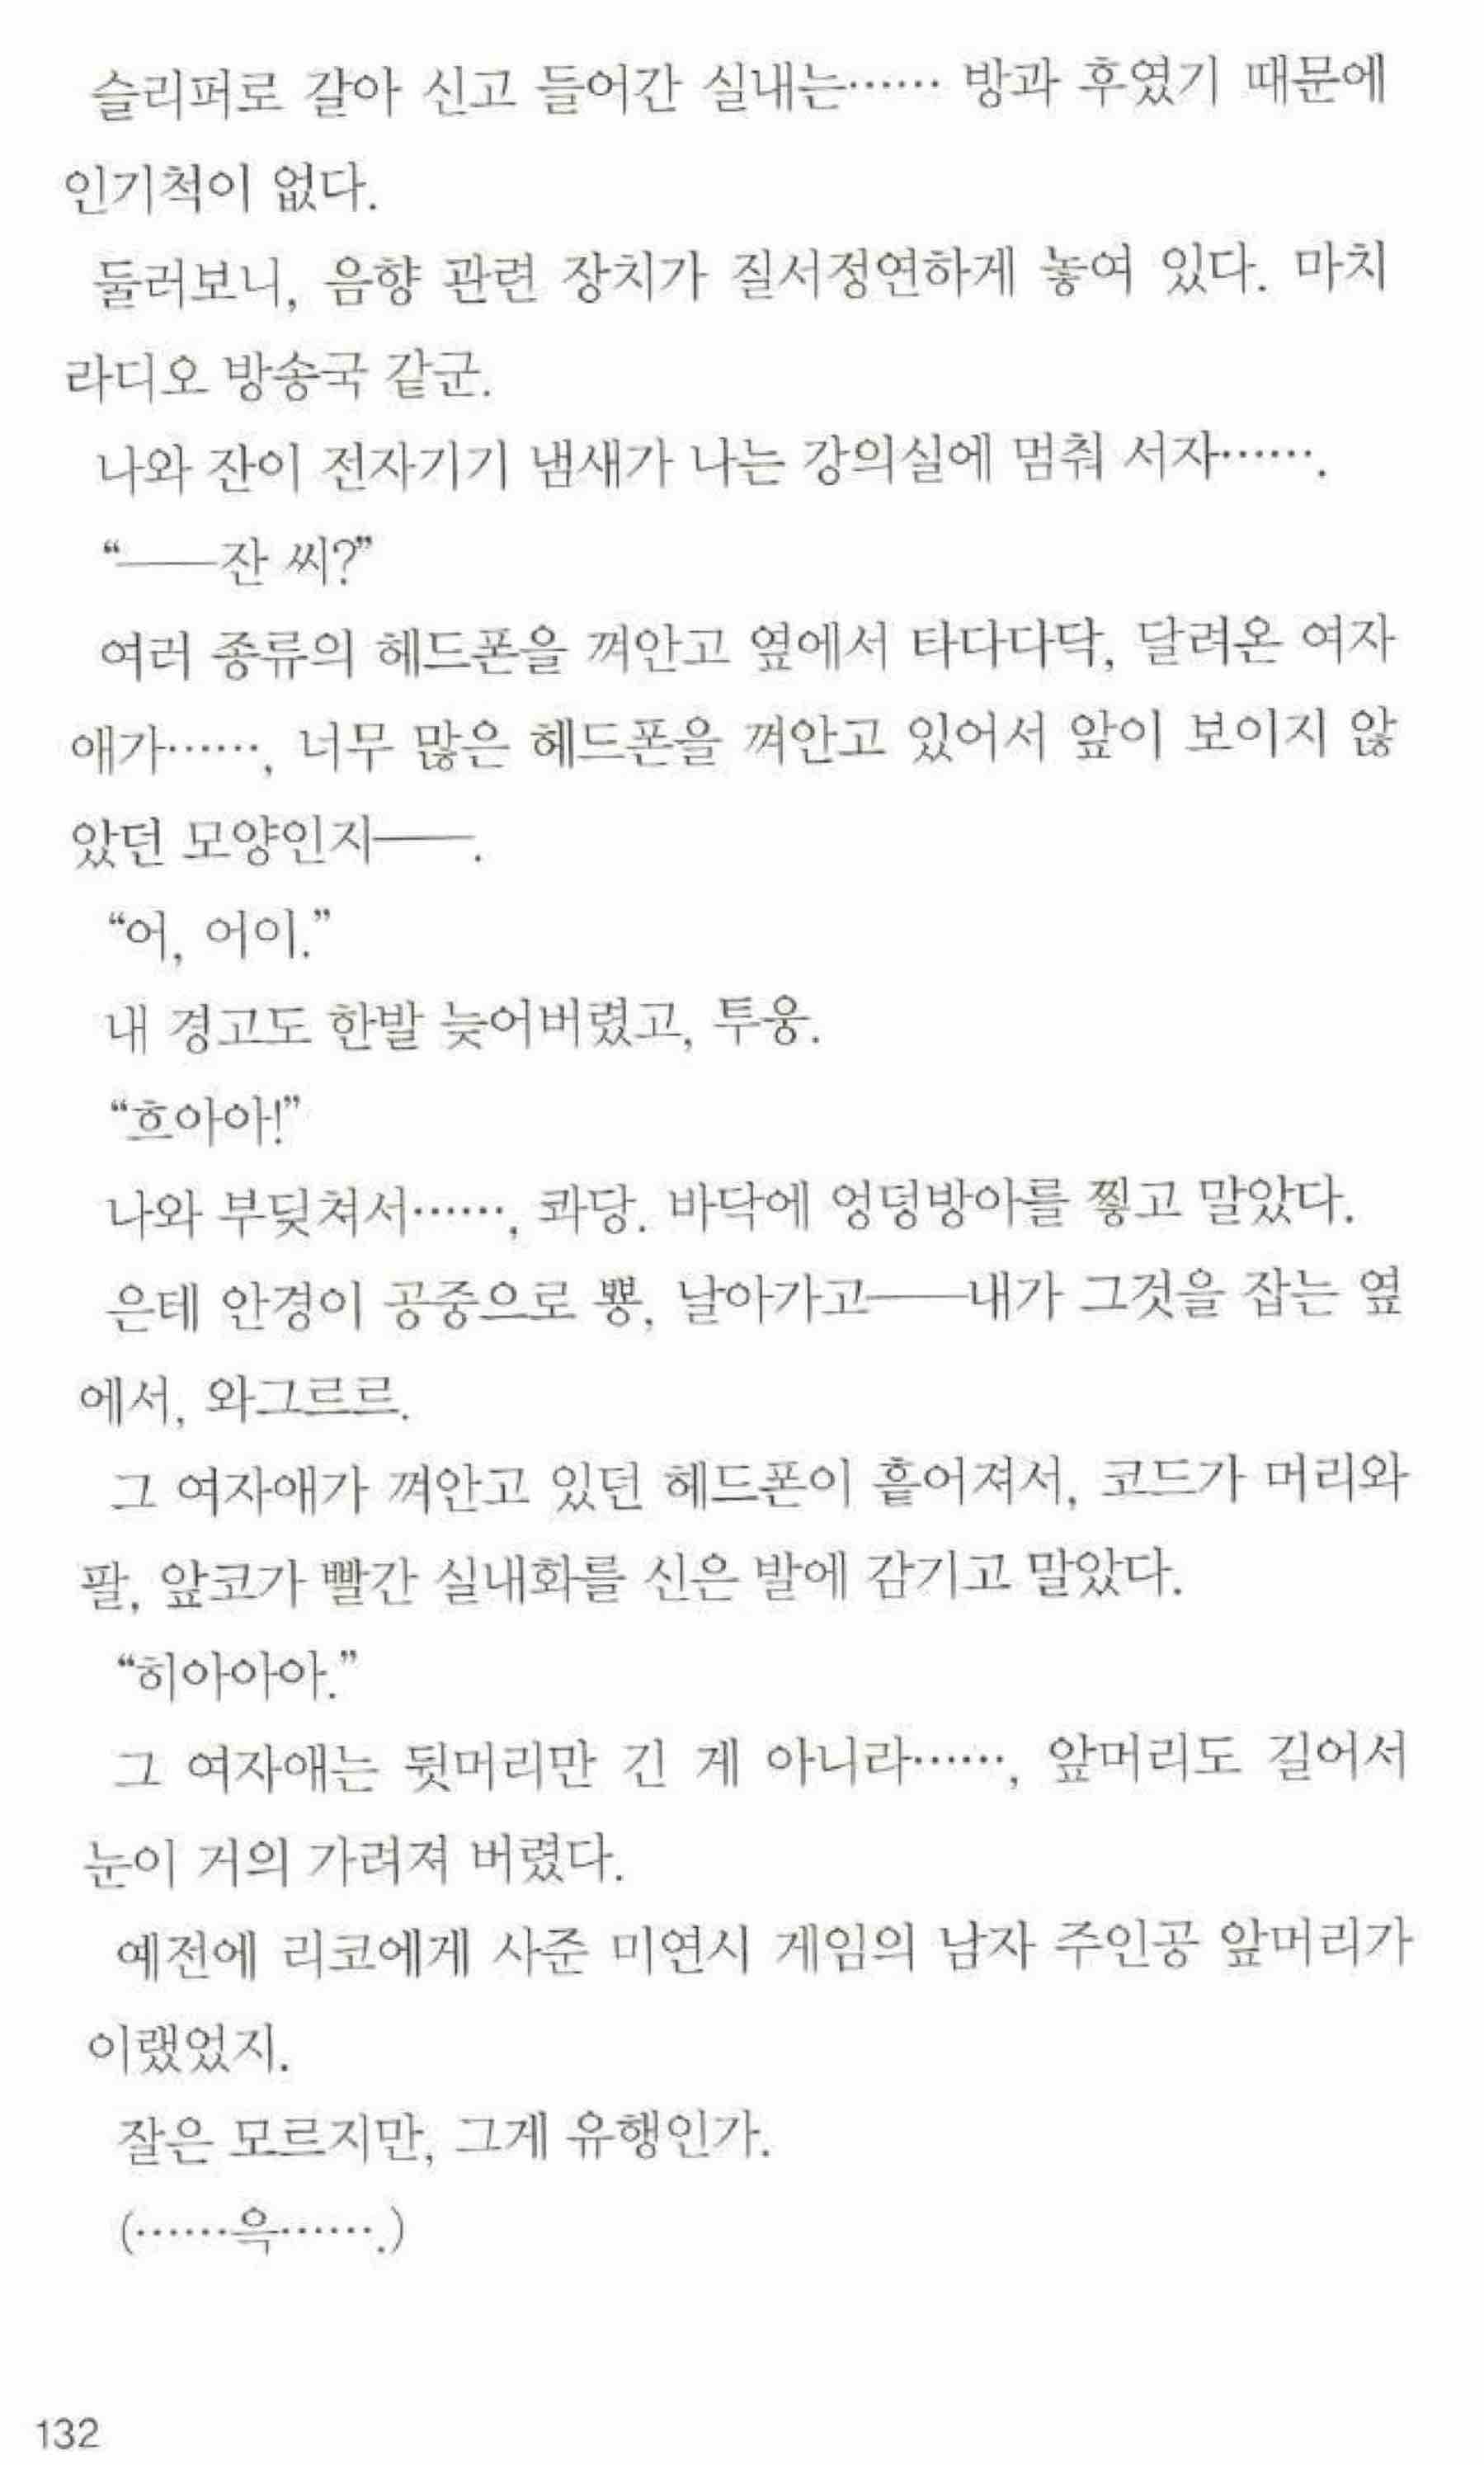 슬리퍼로 갈아 신고 들어간 실내는…… 방과 후였기 때문에
인기척이 없다.
둘러보니, 음향 관련 장치가 질서정연하게 놓여 있다. 마치
라디오 방송국 같군.
나와 잔이 전자기기 냄새가 나는 강의실에 멈춰 서자…….
“――잔 씨?”
여러 종류의 헤드폰을 껴안고 옆에서 타다다닥, 달려온 여자
애가……, 너무 많은 헤드폰을 껴안고 있어서 앞이 보이지 않
았던 모양인지――.
“어, 어이.”
내 경고도 한발 늦어버렸고, 투웅.
“흐아아!”
나와 부딪쳐서……, 콰당. 바닥에 엉덩방아를 찧고 말았다.
은테 안경이 공중으로 뿅, 날아가고――내가 그것을 잡는 옆
에서, 와그르르.
그 여자애가 껴안고 있던 헤드폰이 흩어져서, 코드가 머리와
팔, 앞코가 빨간 실내화를 신은 발에 감기고 말았다.
“히아아아.”
그 여자애는 뒷머리만 긴 게 아니라……, 앞머리도 길어서
눈이 거의 가려져 버렸다.
예전에 리코에게 사준 미연시 게임의 남자 주인공 앞머리가
이랬었지.
잘은 모르지만, 그게 유행인가.
(……윽…….)
132